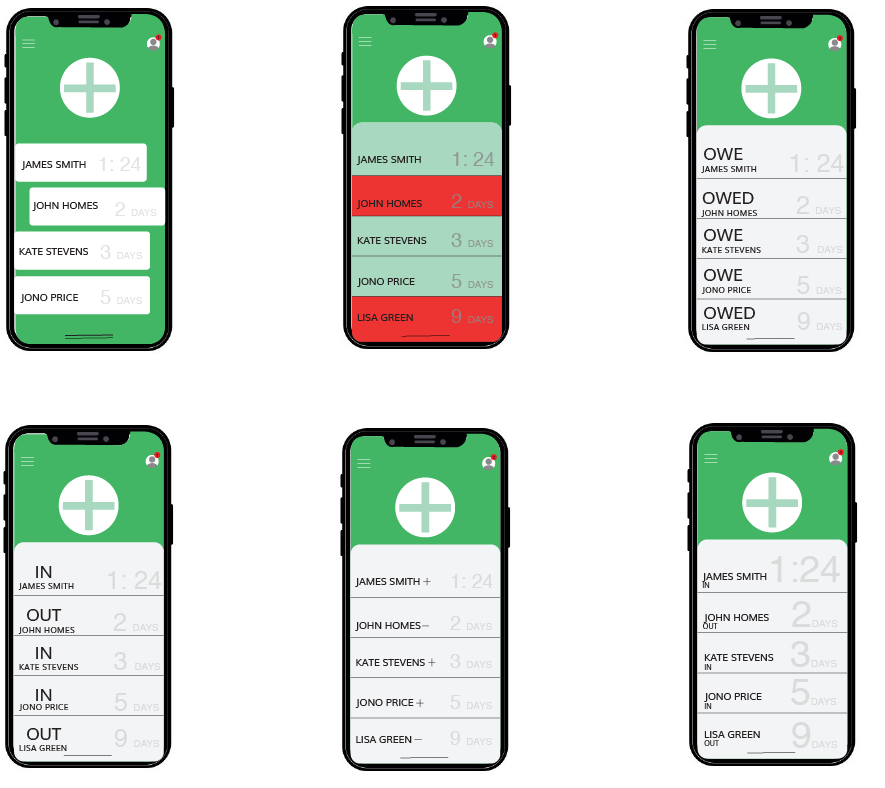 JAMES SMITH 1: 24
JOHN HOMES 2 DAYS
KATE STEVENS 3 DAYS
JONO PRICE 5 DAYS
JAMES SMITH 1: 24
JOHN HOMES 2 DAYS
KATE STEVENS 3 DAYS
JONO PRICE 5 DAYS
LISA GREEN 9 DAYS
OWE
JAMES SMITH 1: 24
OWED
JOHN HOMES 2 DAYS
OWE
KATE STEVENS 3 DAYS
OWE
JONO PRICE 5 DAYS
OWED
LISA GREEN 9 DAYS
IN
JAMES SMITH 1: 24
OUT
JOHN HOMES 2 DAYS
IN
KATE STEVENS 3 DAYS
IN
JONO PRICE 5 DAYS
OUT
LISA GREEN 9 DAYS
JAMES SMITH + 1: 24
JOHN HOMES − 2 DAYS
KATE STEVENS + 3 DAYS
JONO PRICE + 5 DAYS
LISA GREEN − 9 DAYS
JAMES SMITH 1:24
IN
JOHN HOMES 2 DAYS
OUT
KATE STEVENS 3 DAYS
IN
JONO PRICE 5 DAYS
IN
LISA GREEN 9 DAYS
OUT